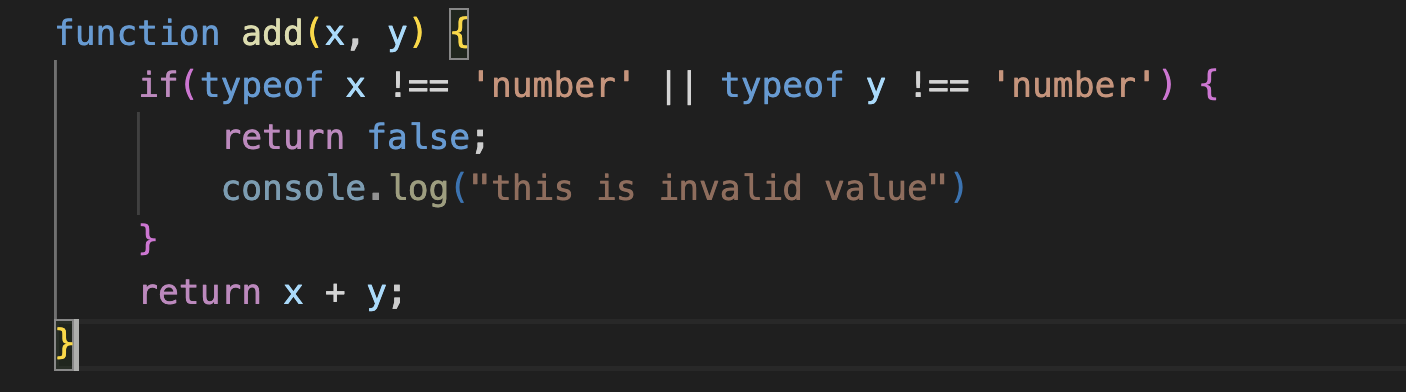 function add(x, y) {
    if(typeof x !== 'number' || typeof y !== 'number') {
        return false;
        console.log("this is invalid value")
    }
    return x + y;
}